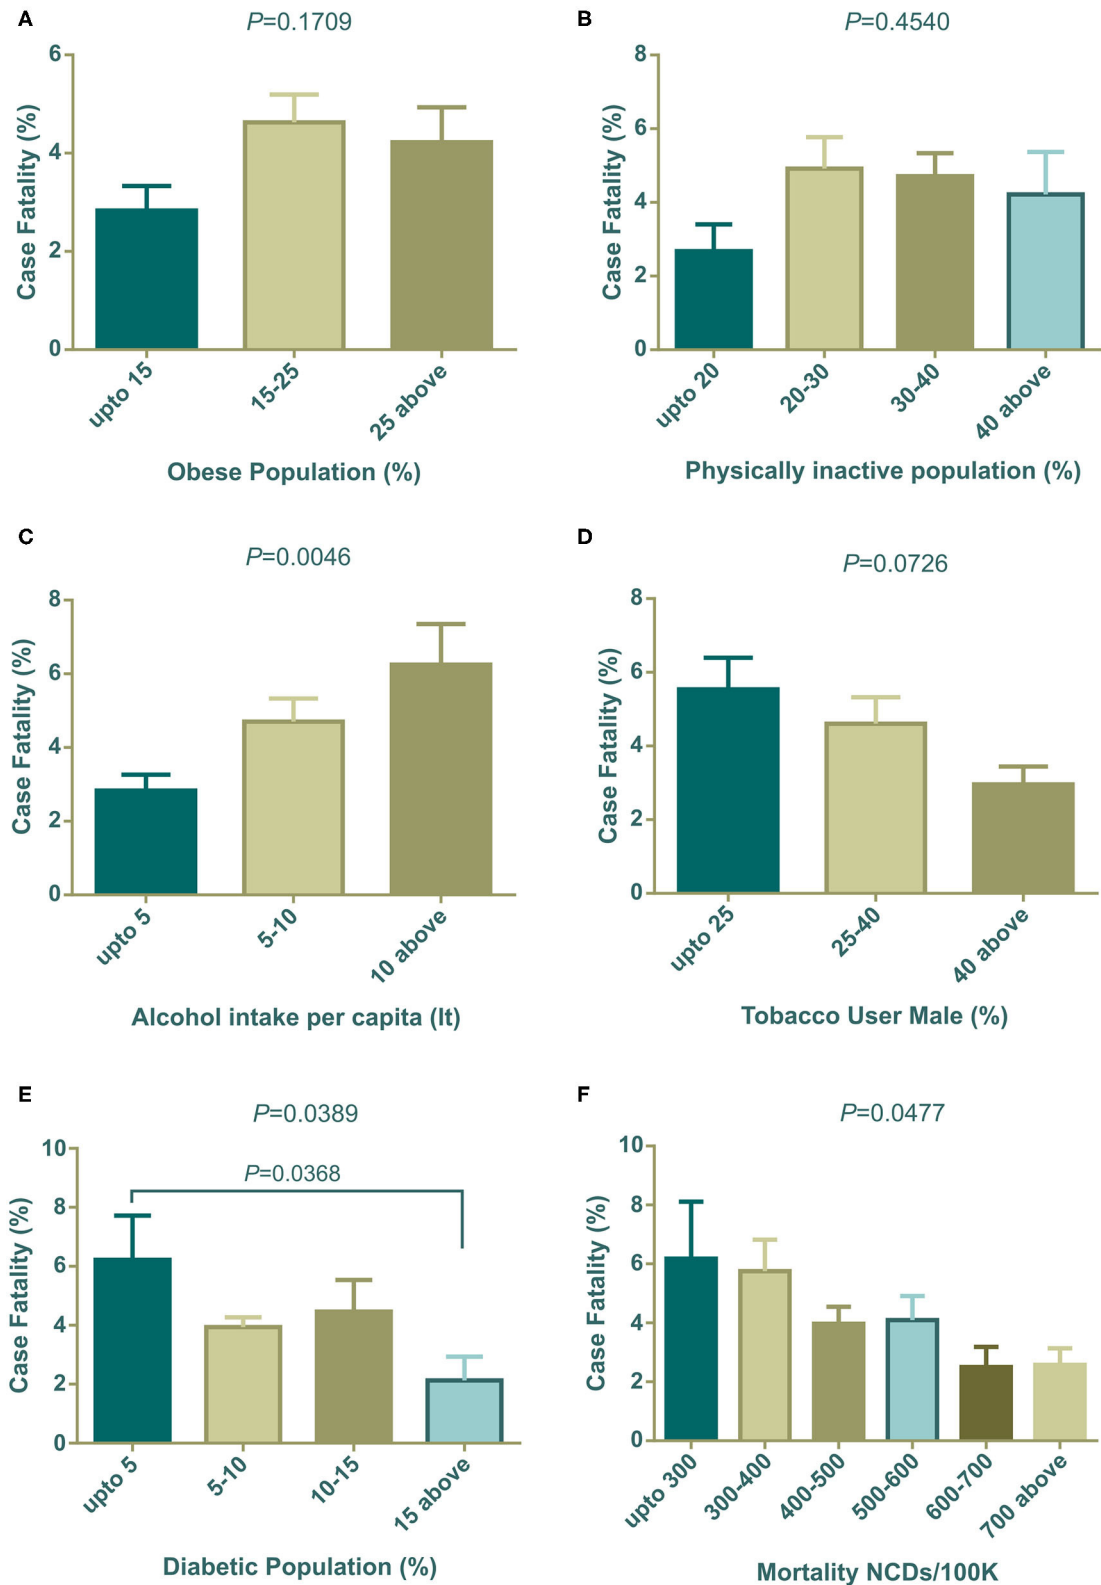 A
P=0.1709
Case Fatality (%)
6
4
2
0
upto 15
15-25
25 above
Obese Population (%)
B
P=0.4540
Case Fatality (%)
8
6
4
2
0
upto 20
20-30
30-40
40 above
Physically inactive population (%)
C
P=0.0046
Case Fatality (%)
8
6
4
2
0
upto 5
5-10
10 above
Alcohol intake per capita (lt)
D
P=0.0726
Case Fatality (%)
8
6
4
2
0
upto 25
25-40
40 above
Tobacco User Male (%)
E
P=0.0389
P=0.0368
Case Fatality (%)
10
8
6
4
2
0
upto 5
5-10
10-15
15 above
Diabetic Population (%)
F
P=0.0477
Case Fatality (%)
10
8
6
4
2
0
upto 300
300-400
400-500
500-600
600-700
700 above
Mortality NCDs/100K